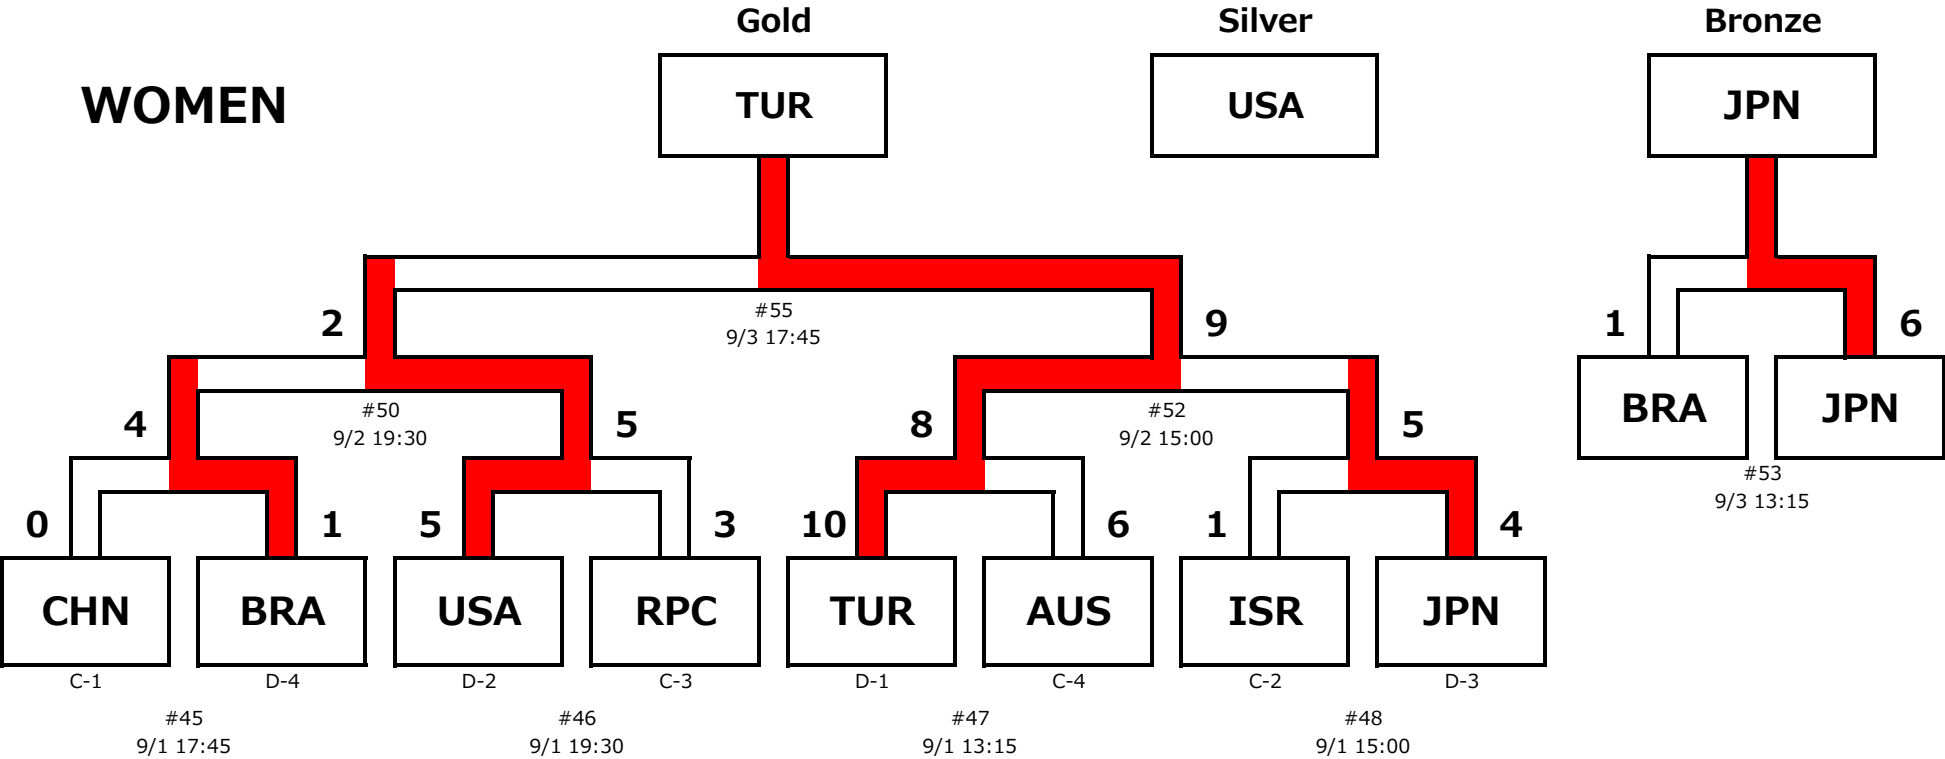 Gold
Silver
Bronze
WOMEN
TUR
USA
JPN
#55
9/3 17:45
2
9
1
6
BRA
JPN
#53
9/3 13:15
#50
9/2 19:30
#52
9/2 15:00
4
5
8
5
0
1
5
3
10
6
1
4
CHN
BRA
USA
RPC
TUR
AUS
ISR
JPN
C-1
D-4
D-2
C-3
D-1
C-4
C-2
D-3
#45
9/1 17:45
#46
9/1 19:30
#47
9/1 13:15
#48
9/1 15:00